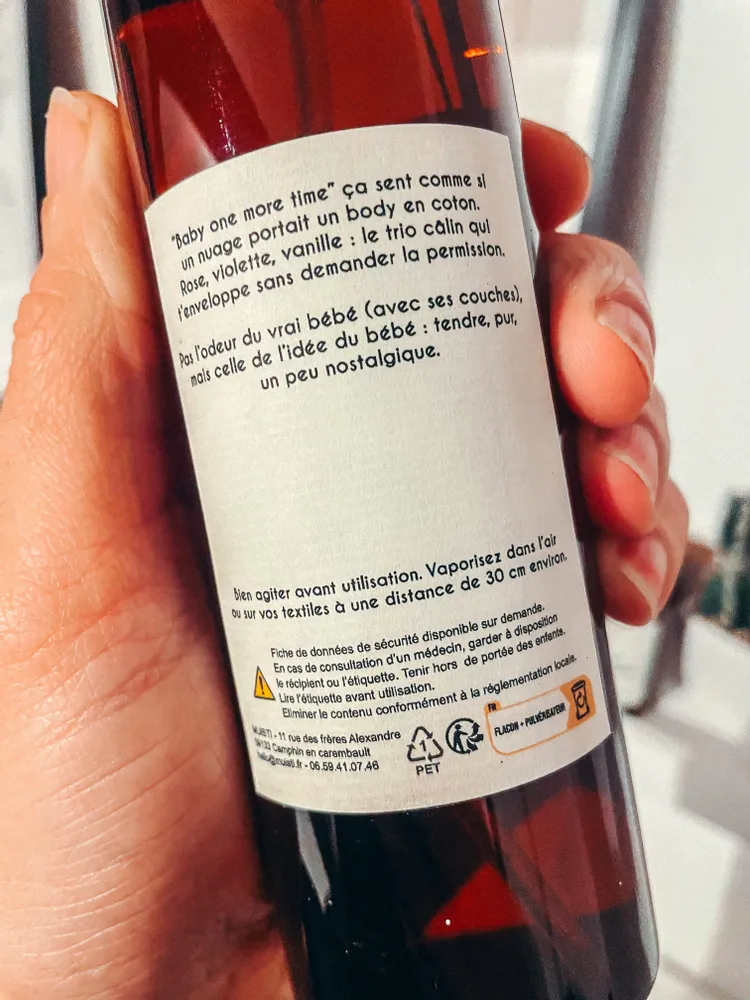 "Baby one more time" ça sent comme si
un nuage portait un body en coton.
Rose, violette, vanille : le trio câlin qui
t'enveloppe sans demander la permission.
Pas l'odeur du vrai bébé (avec ses couches),
mais celle de l'idée du bébé : tendre, pur,
un peu nostalgique.
Bien agiter avant utilisation. Vaporisez dans l'air
ou sur vos textiles à une distance de 30 cm environ.
Fiche de données de sécurité disponible sur demande.
En cas de consultation d'un médecin, garder à disposition
le récipient ou l'étiquette. Tenir hors de portée des enfants.
Lire l'étiquette avant utilisation.
Eliminer le contenu conformément à la réglementation locale.
MUISTI - 11 rue des frères Alexandre
59133 Camphin en carembault
hello@muisti.fr - 06.59.41.07.46
1
PET
FR
FLACON + PULVÉRISATEUR